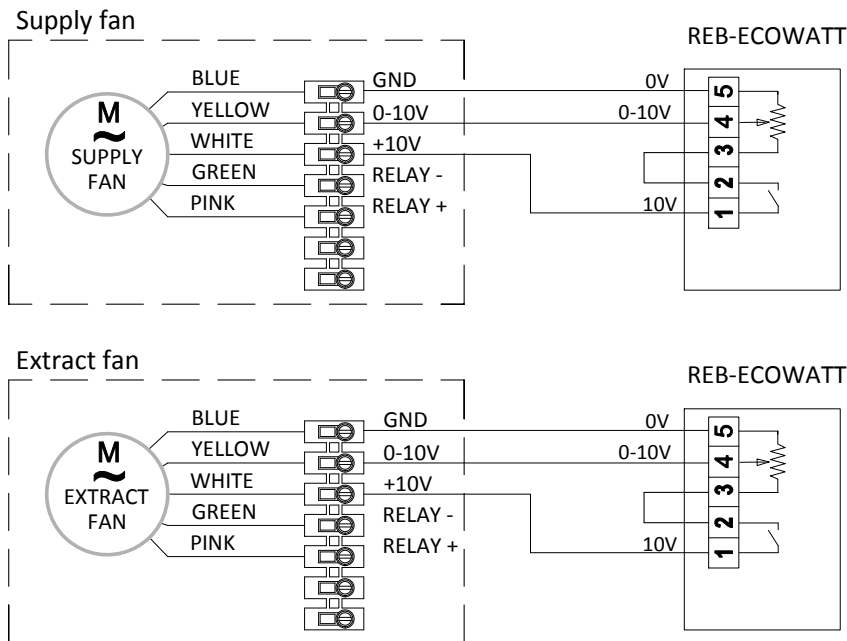 Supply fan
REB-ECOWATT
BLUE
GND
0V
5
YELLOW
0-10V
0-10V
4
M
WHITE
+10V
3
SUPPLY
FAN
GREEN
RELAY -
2
PINK
RELAY +
10V
1
Extract fan
REB-ECOWATT
BLUE
GND
0V
5
YELLOW
0-10V
0-10V
4
M
WHITE
+10V
3
EXTRACT
FAN
GREEN
RELAY -
2
PINK
RELAY +
10V
1